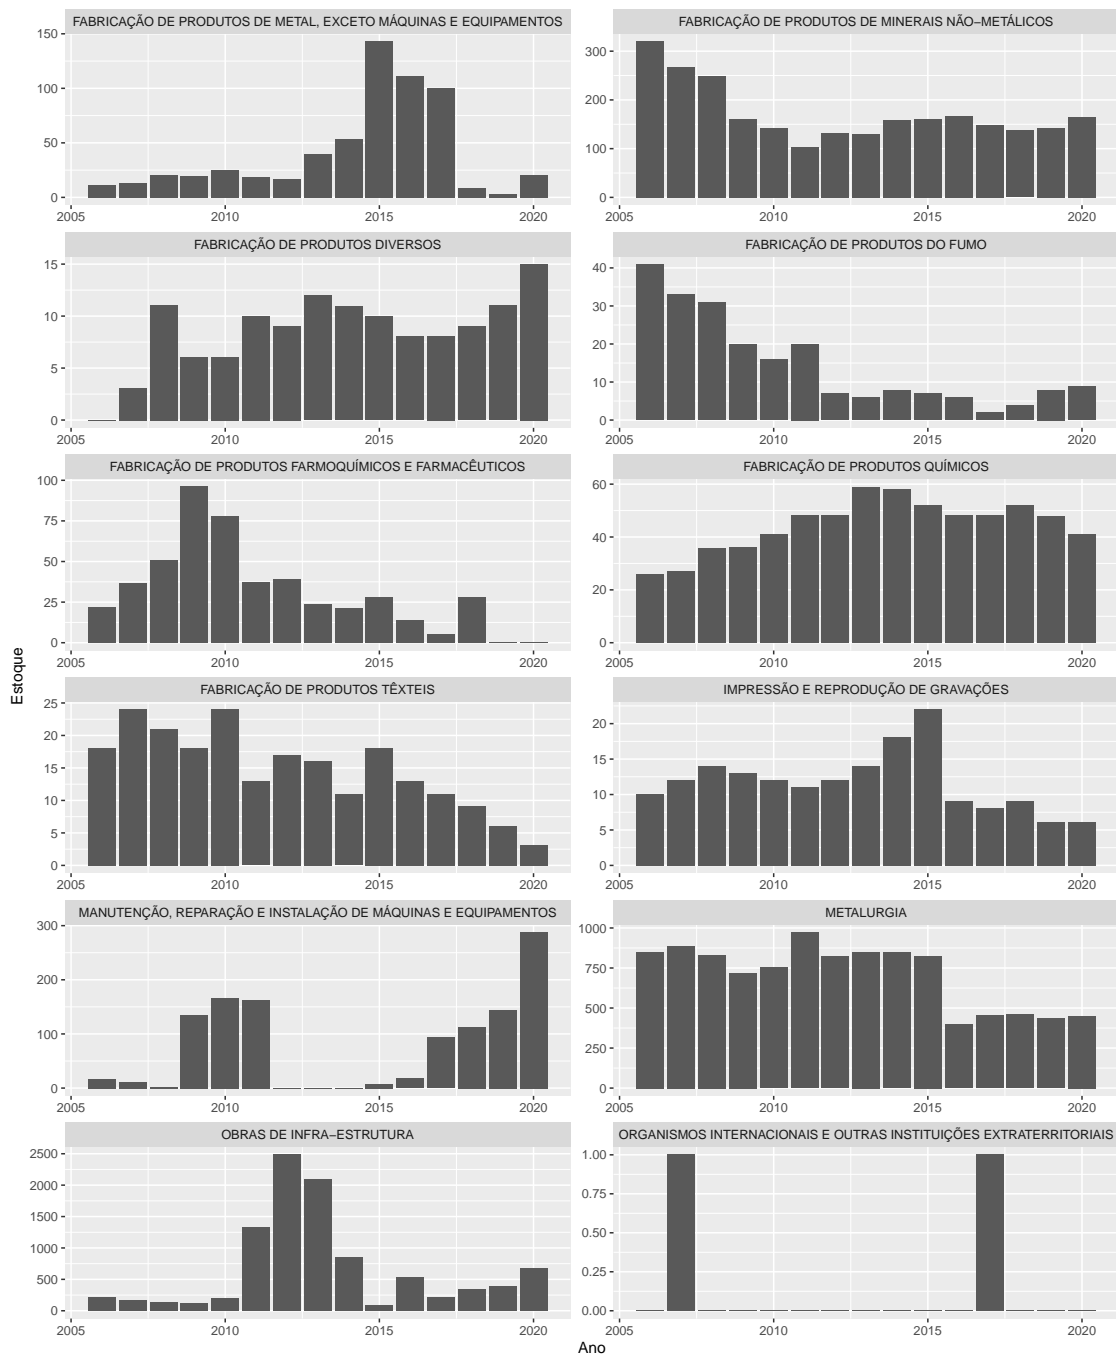 FABRICAÇÃO DE PRODUTOS DE METAL, EXCETO MÁQUINAS E EQUIPAMENTOS
150
100
50
0
2005 2010 2015 2020
FABRICAÇÃO DE PRODUTOS DE MINERAIS NÃO−METÁLICOS
300
200
100
0
2005 2010 2015 2020
FABRICAÇÃO DE PRODUTOS DIVERSOS
15
10
5
0
2005 2010 2015 2020
FABRICAÇÃO DE PRODUTOS DO FUMO
40
30
20
10
0
2005 2010 2015 2020
FABRICAÇÃO DE PRODUTOS FARMOQUÍMICOS E FARMACÊUTICOS
100
75
50
25
0
2005 2010 2015 2020
FABRICAÇÃO DE PRODUTOS QUÍMICOS
60
40
20
0
2005 2010 2015 2020
Estoque
FABRICAÇÃO DE PRODUTOS TÊXTEIS
25
20
15
10
5
0
2005 2010 2015 2020
IMPRESSÃO E REPRODUÇÃO DE GRAVAÇÕES
20
15
10
5
0
2005 2010 2015 2020
MANUTENÇÃO, REPARAÇÃO E INSTALAÇÃO DE MÁQUINAS E EQUIPAMENTOS
300
200
100
0
2005 2010 2015 2020
METALURGIA
1000
750
500
250
0
2005 2010 2015 2020
OBRAS DE INFRA−ESTRUTURA
2500
2000
1500
1000
500
0
2005 2010 2015 2020
ORGANISMOS INTERNACIONAIS E OUTRAS INSTITUIÇÕES EXTRATERRITORIAIS
1.00
0.75
0.50
0.25
0.00
2005 2010 2015 2020
Ano